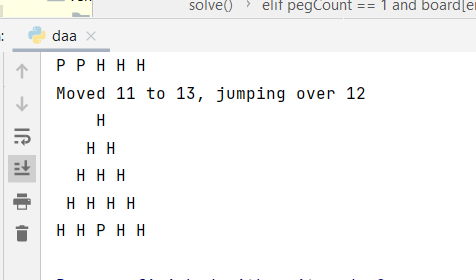 solve() › elif pegCount == 1 and board[e
: daa ×
P P H H H
Moved 11 to 13, jumping over 12
H
H H
H H H
H H H H
H H P H H